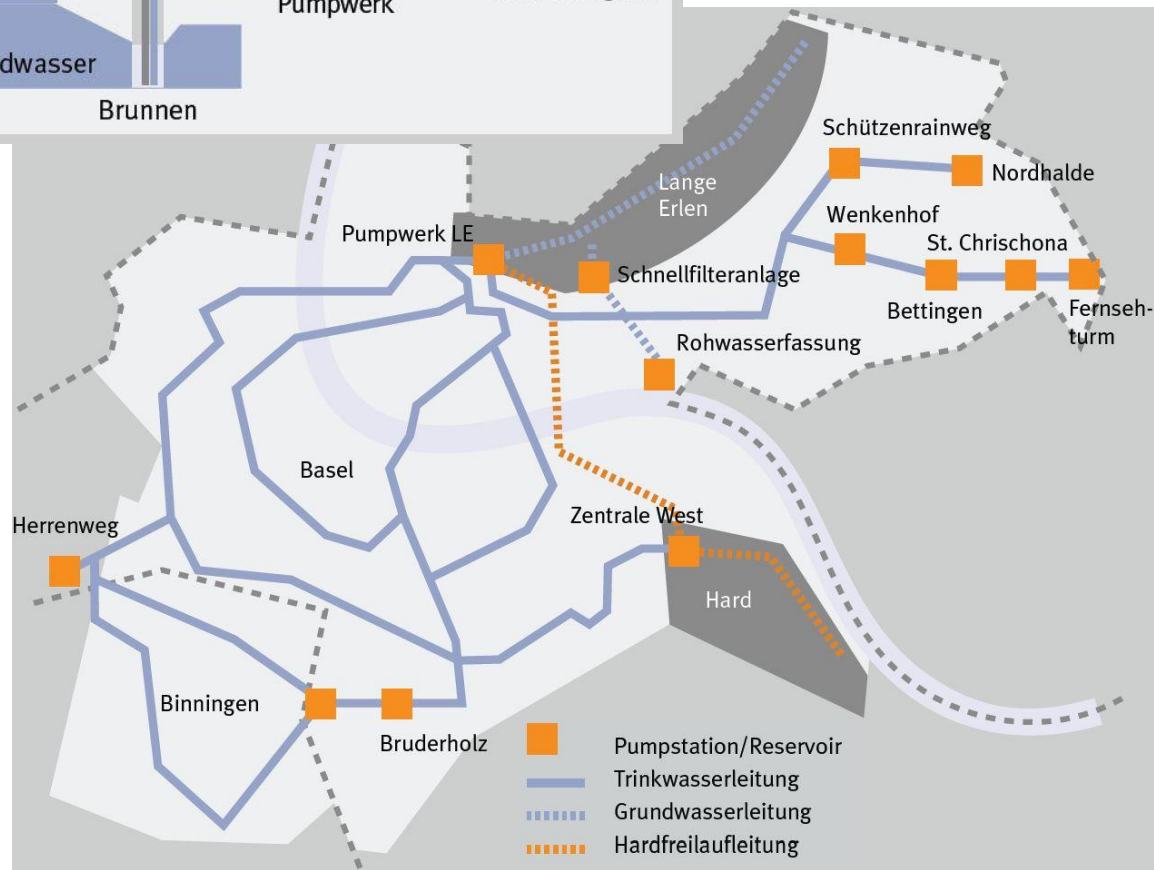 Pumpwerk
dwasser
Brunnen
Schützenrainweg
Nordhalde
Lange
Erlen
Wenkenhof
Pumpwerk LE
St. Chrischona
Schnellfilteranlage
Bettingen
Fernseh-
turm
Rohwasserfassung
Basel
Herrenweg
Zentrale West
Hard
Binningen
Bruderholz
Pumpstation/Reservoir
Trinkwasserleitung
Grundwasserleitung
Hardfreilaufleitung